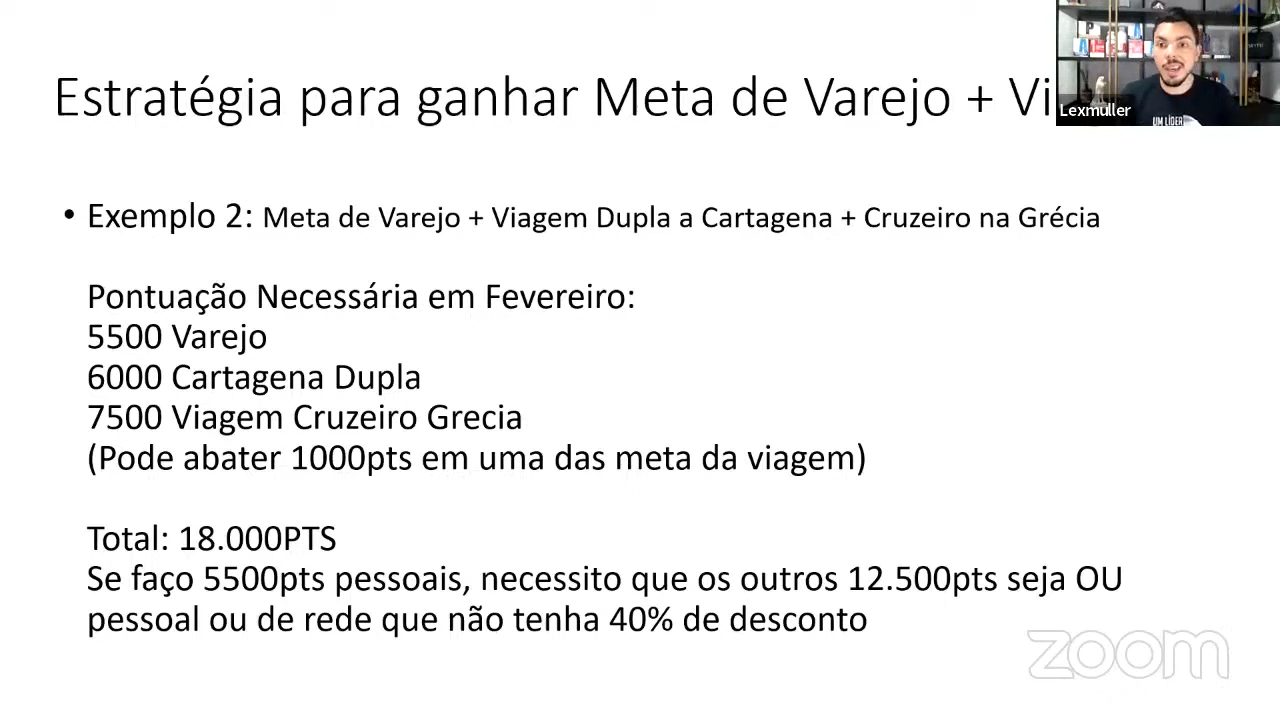 Estratégia para ganhar Meta de Varejo + Vi
Lexmuller
UM LÍDER
• Exemplo 2: Meta de Varejo + Viagem Dupla a Cartagena + Cruzeiro na Grécia
Pontuação Necessária em Fevereiro:
5500 Varejo
6000 Cartagena Dupla
7500 Viagem Cruzeiro Grecia
(Pode abater 1000pts em uma das meta da viagem)
Total: 18.000PTS
Se faço 5500pts pessoais, necessito que os outros 12.500pts seja OU
pessoal ou de rede que não tenha 40% de desconto
zoom